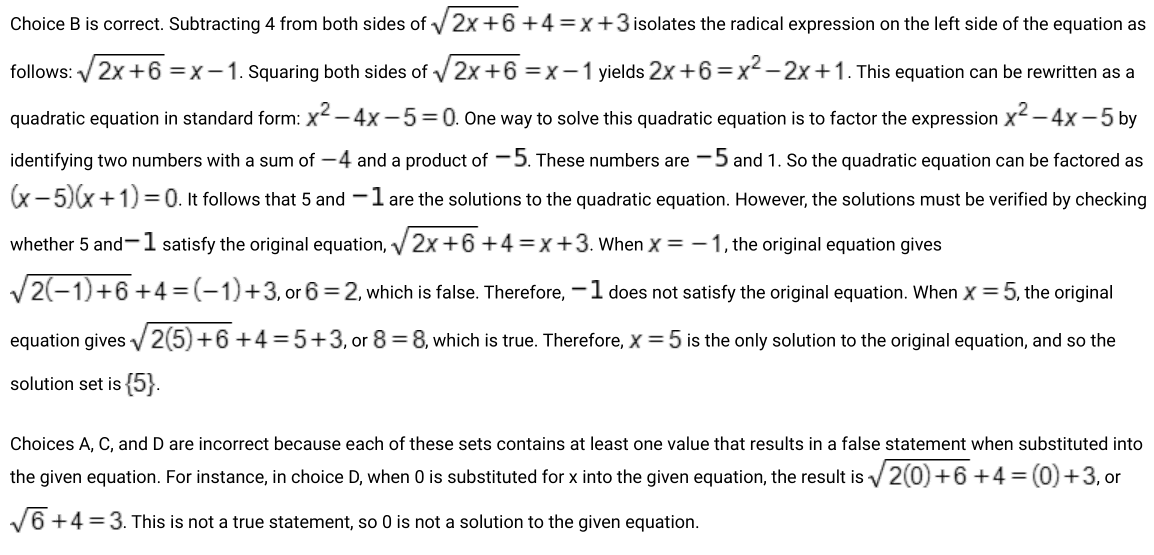 Choice B is correct. Subtracting 4 from both sides of √(2x+6) + 4 = x + 3 isolates the radical expression on the left side of the equation as
follows: √(2x+6) = x − 1. Squaring both sides of √(2x+6) = x − 1 yields 2x + 6 = x² − 2x + 1. This equation can be rewritten as a
quadratic equation in standard form: x² − 4x − 5 = 0. One way to solve this quadratic equation is to factor the expression x² − 4x − 5 by
identifying two numbers with a sum of −4 and a product of −5. These numbers are −5 and 1. So the quadratic equation can be factored as
(x − 5)(x + 1) = 0. It follows that 5 and −1 are the solutions to the quadratic equation. However, the solutions must be verified by checking
whether 5 and −1 satisfy the original equation, √(2x+6) + 4 = x + 3. When x = −1, the original equation gives
√(2(−1)+6) + 4 = (−1) + 3, or 6 = 2, which is false. Therefore, −1 does not satisfy the original equation. When x = 5, the original
equation gives √(2(5)+6) + 4 = 5 + 3, or 8 = 8, which is true. Therefore, x = 5 is the only solution to the original equation, and so the
solution set is {5}.
Choices A, C, and D are incorrect because each of these sets contains at least one value that results in a false statement when substituted into
the given equation. For instance, in choice D, when 0 is substituted for x into the given equation, the result is √(2(0)+6) + 4 = (0) + 3, or
√6 + 4 = 3. This is not a true statement, so 0 is not a solution to the given equation.